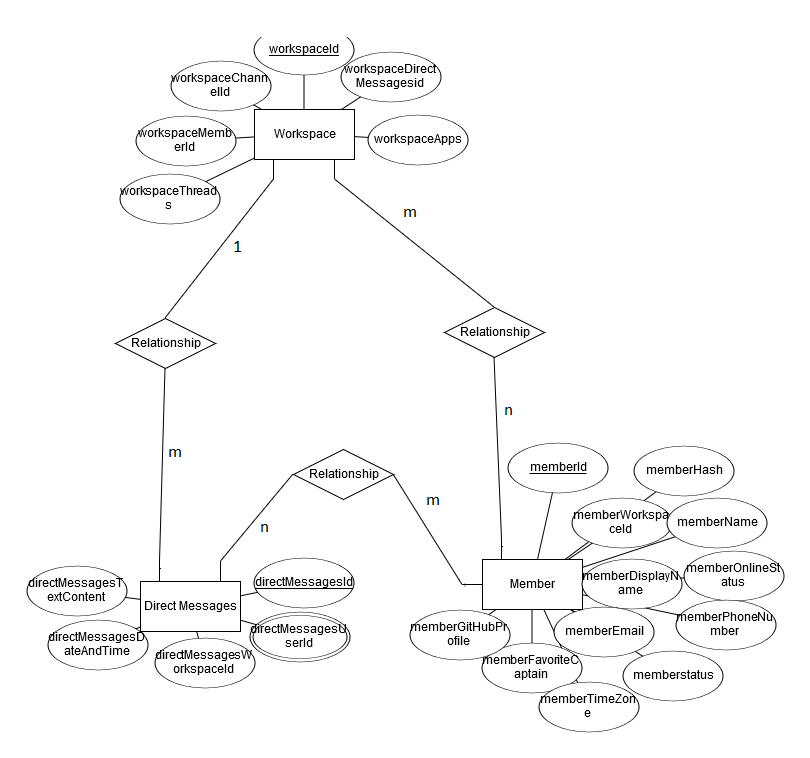 workspaceId
workspaceDirect
Messagesid
workspaceChann
elId
workspaceMemb
erId
Workspace
workspaceApps
workspaceThread
s
m
1
Relationship
Relationship
n
m
Relationship
m
n
memberId
memberHash
memberWorkspa
ceId
memberName
directMessagesT
extContent
directMessagesId
Direct Messages
Member
memberDisplayN
ame
memberOnlineSt
atus
directMessagesD
ateAndTime
directMessagesU
serId
directMessagesW
orkspaceId
memberGitHubPr
ofile
memberEmail
memberPhoneNu
mber
memberFavoriteC
aptain
memberstatus
memberTimeZon
e